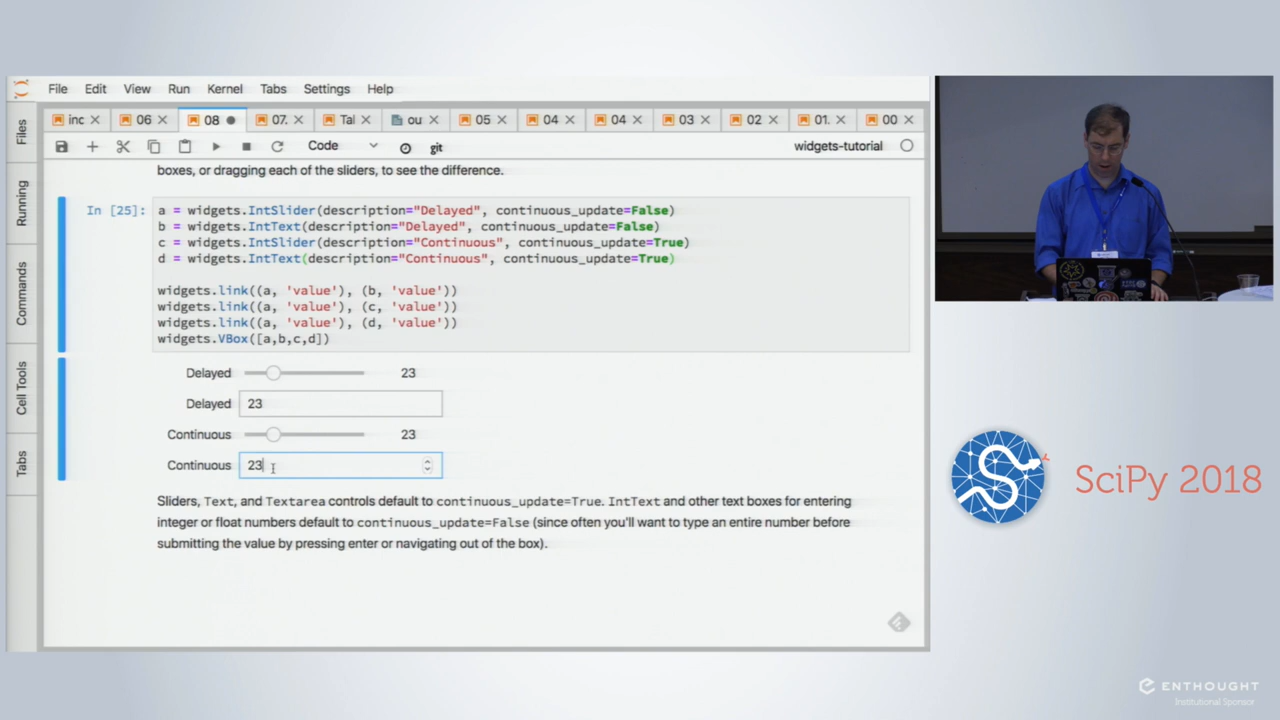 File Edit View Run Kernel Tabs Settings Help
inc 06 08 07. Tal ou 05 04 04 03 02 01. 00
Code git widgets-tutorial
Files
Running
Commands
Cell Tools
Tabs
boxes, or dragging each of the sliders, to see the difference.
In [25]:
a = widgets.IntSlider(description="Delayed", continuous_update=False)
b = widgets.IntText(description="Delayed", continuous_update=False)
c = widgets.IntSlider(description="Continuous", continuous_update=True)
d = widgets.IntText(description="Continuous", continuous_update=True)
widgets.link((a, 'value'), (b, 'value'))
widgets.link((a, 'value'), (c, 'value'))
widgets.link((a, 'value'), (d, 'value'))
widgets.VBox([a,b,c,d])
Delayed 23
Delayed 23
Continuous 23
Continuous 23
Sliders, Text, and Textarea controls default to continuous_update=True. IntText and other text boxes for entering
integer or float numbers default to continuous_update=False (since often you'll want to type an entire number before
submitting the value by pressing enter or navigating out of the box).
SciPy 2018
ENTHOUGHT
Institutional Sponsor